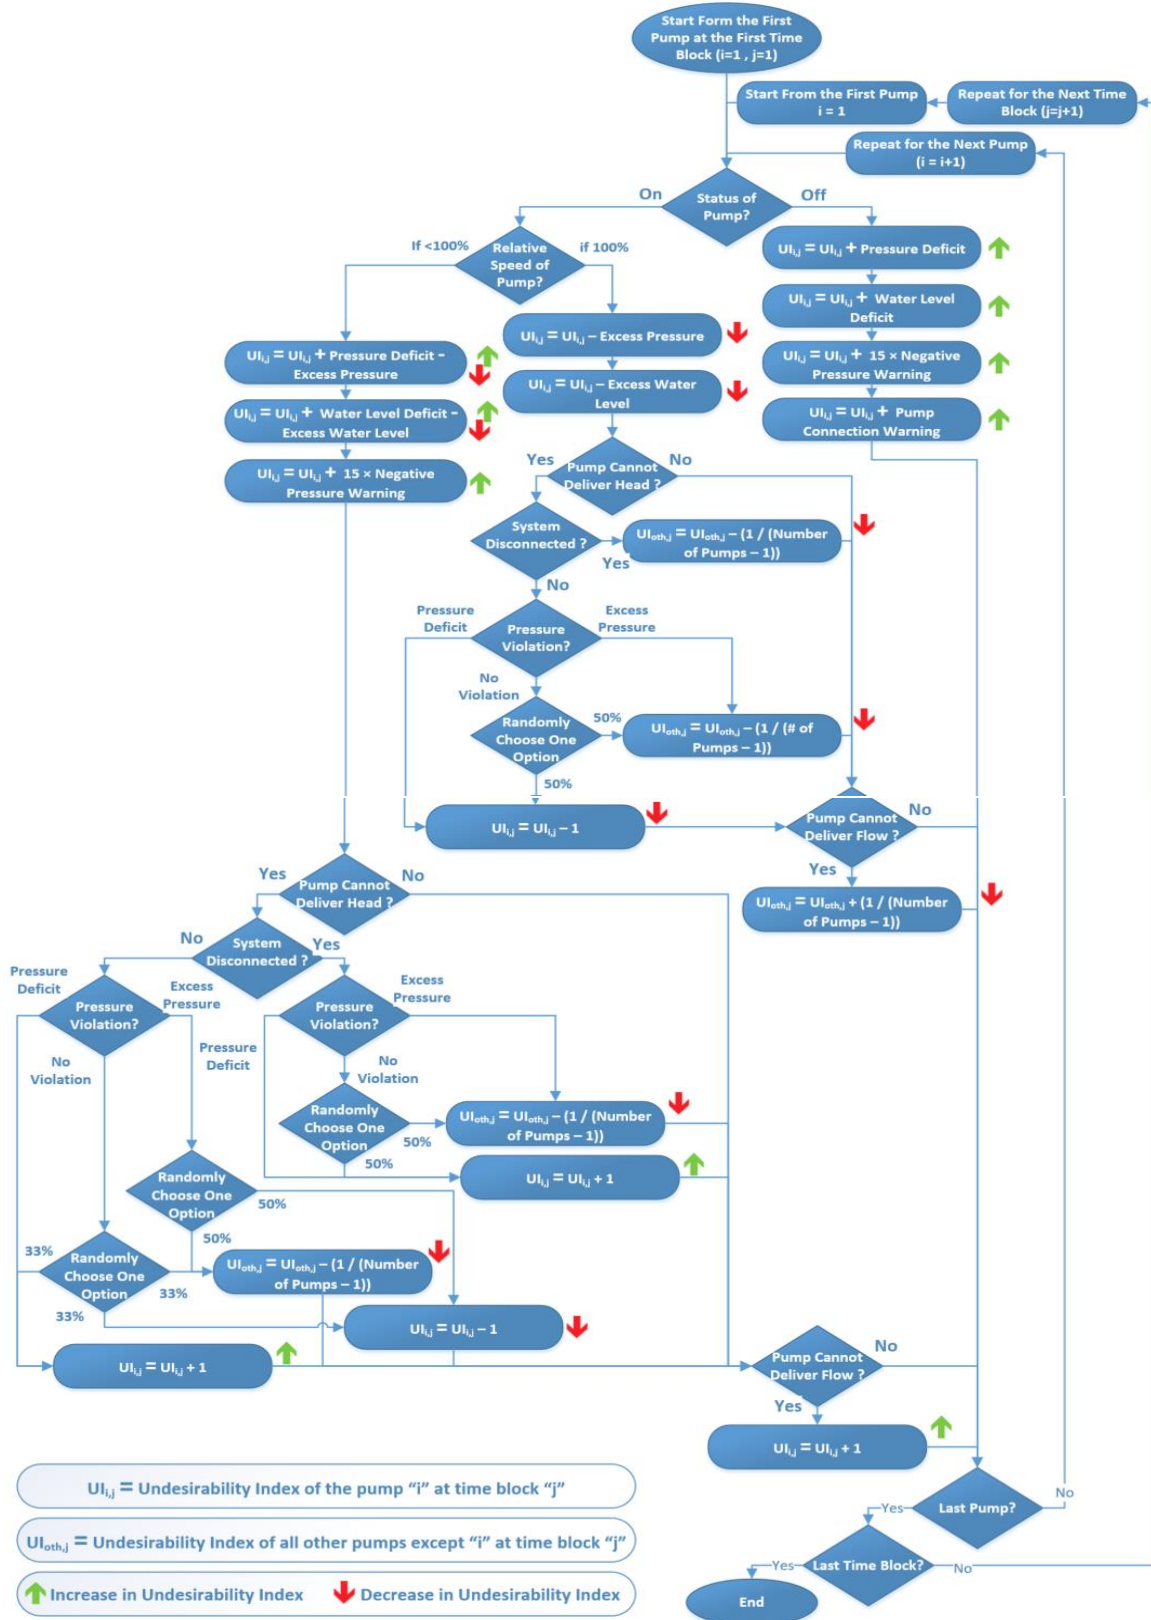 Start Form the First
Pump at the First Time
Block (i=1 , j=1)
Start From the First Pump
i = 1
Repeat for the Next Time
Block (j=j+1)
Repeat for the Next Pump
(i = i+1)
On
Status of
Pump?
Off
If <100%
Relative
Speed of
Pump?
if 100%
UIi,j = UIi,j + Pressure Deficit
UIi,j = UIi,j + Water Level
Deficit
UIi,j = UIi,j + 15 × Negative
Pressure Warning
UIi,j = UIi,j + Pump
Connection Warning
UIi,j = UIi,j – Excess Pressure
UIi,j = UIi,j – Excess Water
Level
UIi,j = UIi,j + Pressure Deficit –
Excess Pressure
UIi,j = UIi,j + Water Level Deficit –
Excess Water Level
UIi,j = UIi,j + 15 × Negative
Pressure Warning
Yes
Pump Cannot
Deliver Head ?
No
System
Disconnected ?
Yes
UIoth,j = UIoth,j – (1 / (Number
of Pumps – 1))
No
Pressure
Deficit
Pressure
Violation?
Excess
Pressure
No
Violation
Randomly
Choose One
Option
50%
UIoth,j = UIoth,j – (1 / (# of
Pumps – 1))
50%
UIi,j = UIi,j – 1
Pump Cannot
Deliver Flow ?
No
Yes
UIoth,j = UIoth,j + (1 / (Number
of Pumps – 1))
Yes
Pump Cannot
Deliver Head ?
No
No
System
Disconnected ?
Yes
Pressure
Deficit
Pressure
Violation?
Excess
Pressure
No
Violation
Pressure
Deficit
Pressure
Violation?
Excess
Pressure
No
Violation
Randomly
Choose One
Option
50%
50%
UIoth,j = UIoth,j – (1 / (Number
of Pumps – 1))
UIi,j = UIi,j + 1
Randomly
Choose One
Option
50%
50%
33%
Randomly
Choose One
Option
33%
33%
UIoth,j = UIoth,j – (1 / (Number
of Pumps – 1))
UIi,j = UIi,j – 1
UIi,j = UIi,j + 1
Pump Cannot
Deliver Flow ?
No
Yes
UIi,j = UIi,j + 1
Last Pump?
No
Yes
Last Time Block?
No
Yes
End
UIi,j = Undesirability Index of the pump “i” at time block “j”
UIoth,j = Undesirability Index of all other pumps except “i” at time block “j”
Increase in Undesirability Index
Decrease in Undesirability Index